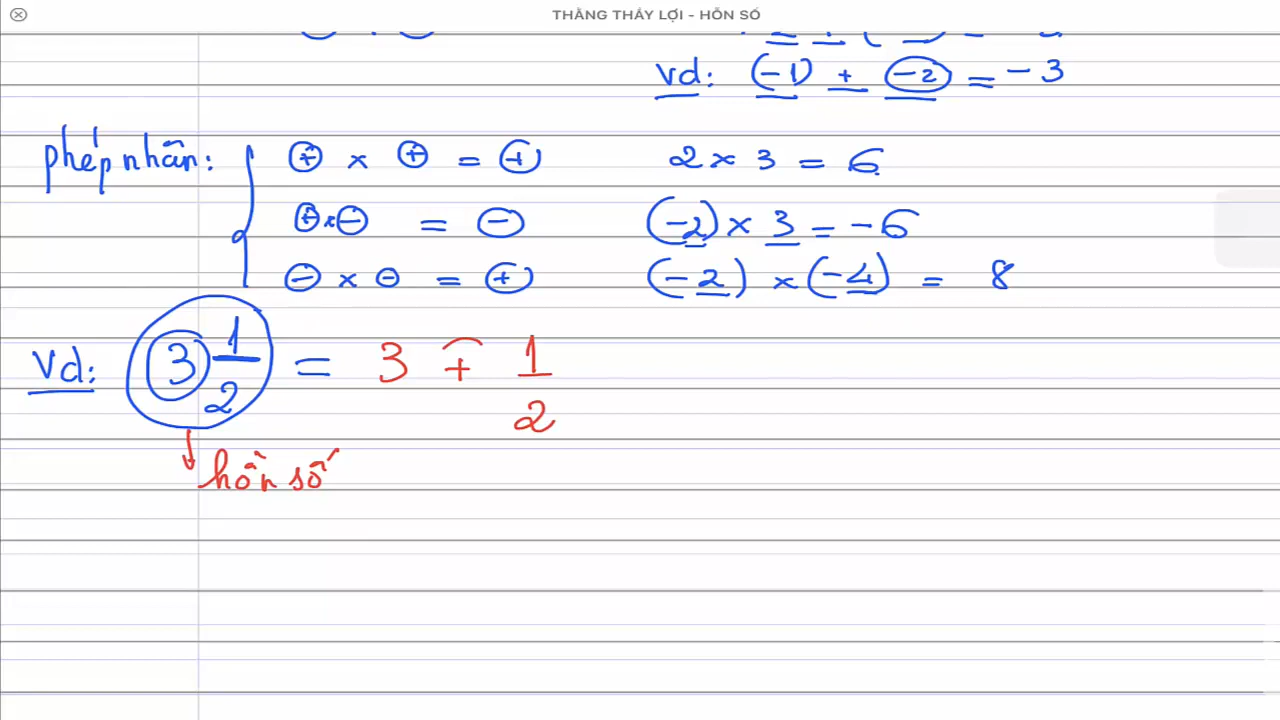 THẰNG THẦY LỢI - HỖN SỐ
vd: (-1) + (-2) = -3
phép nhân: + x + = + 2 x 3 = 6
+ x - = - (-2) x 3 = -6
- x - = + (-2) x (-4) = 8
Vd: 3 1/2 = 3 + 1/2
hỗn số